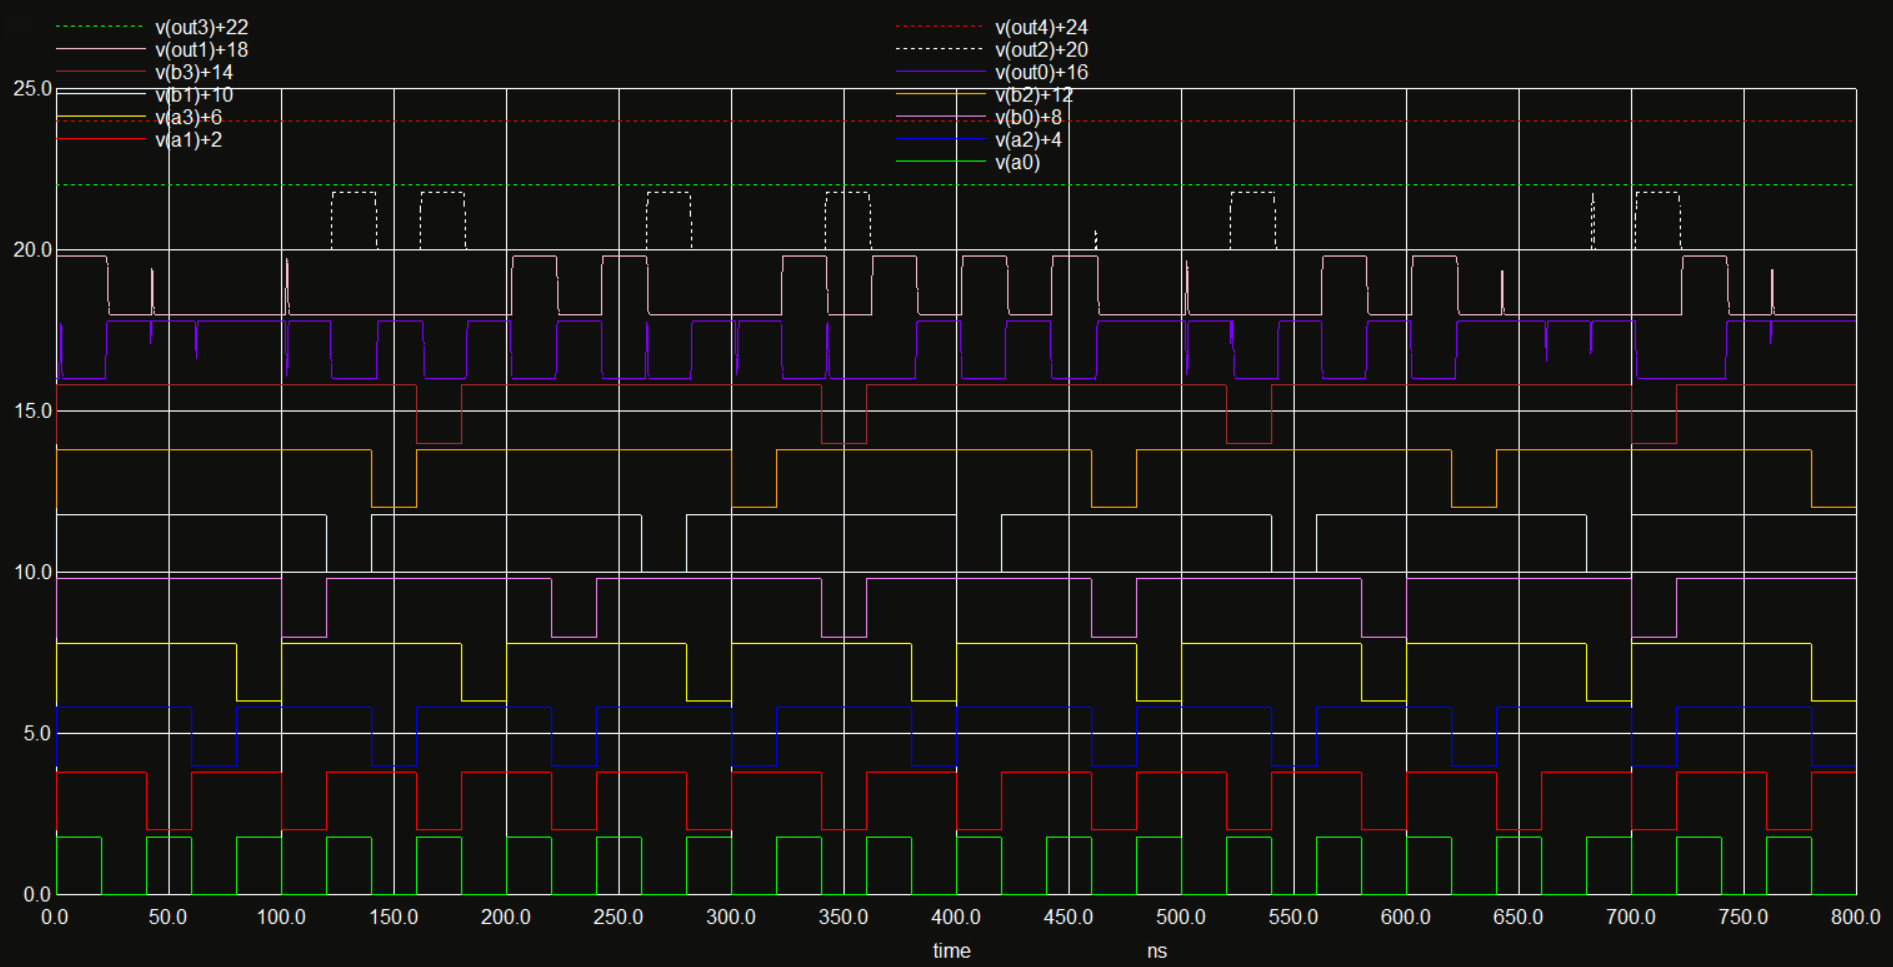 v(out3)+22 v(out4)+24
v(out1)+18 v(out2)+20
v(b3)+14 v(out0)+16
25.0 v(b1)+10 v(b2)+12
v(a3)+6 v(b0)+8
v(a1)+2 v(a2)+4
v(a0)
20.0
15.0
10.0
5.0
0.0
0.0 50.0 100.0 150.0 200.0 250.0 300.0 350.0 400.0 450.0 500.0 550.0 600.0 650.0 700.0 750.0 800.0
time ns